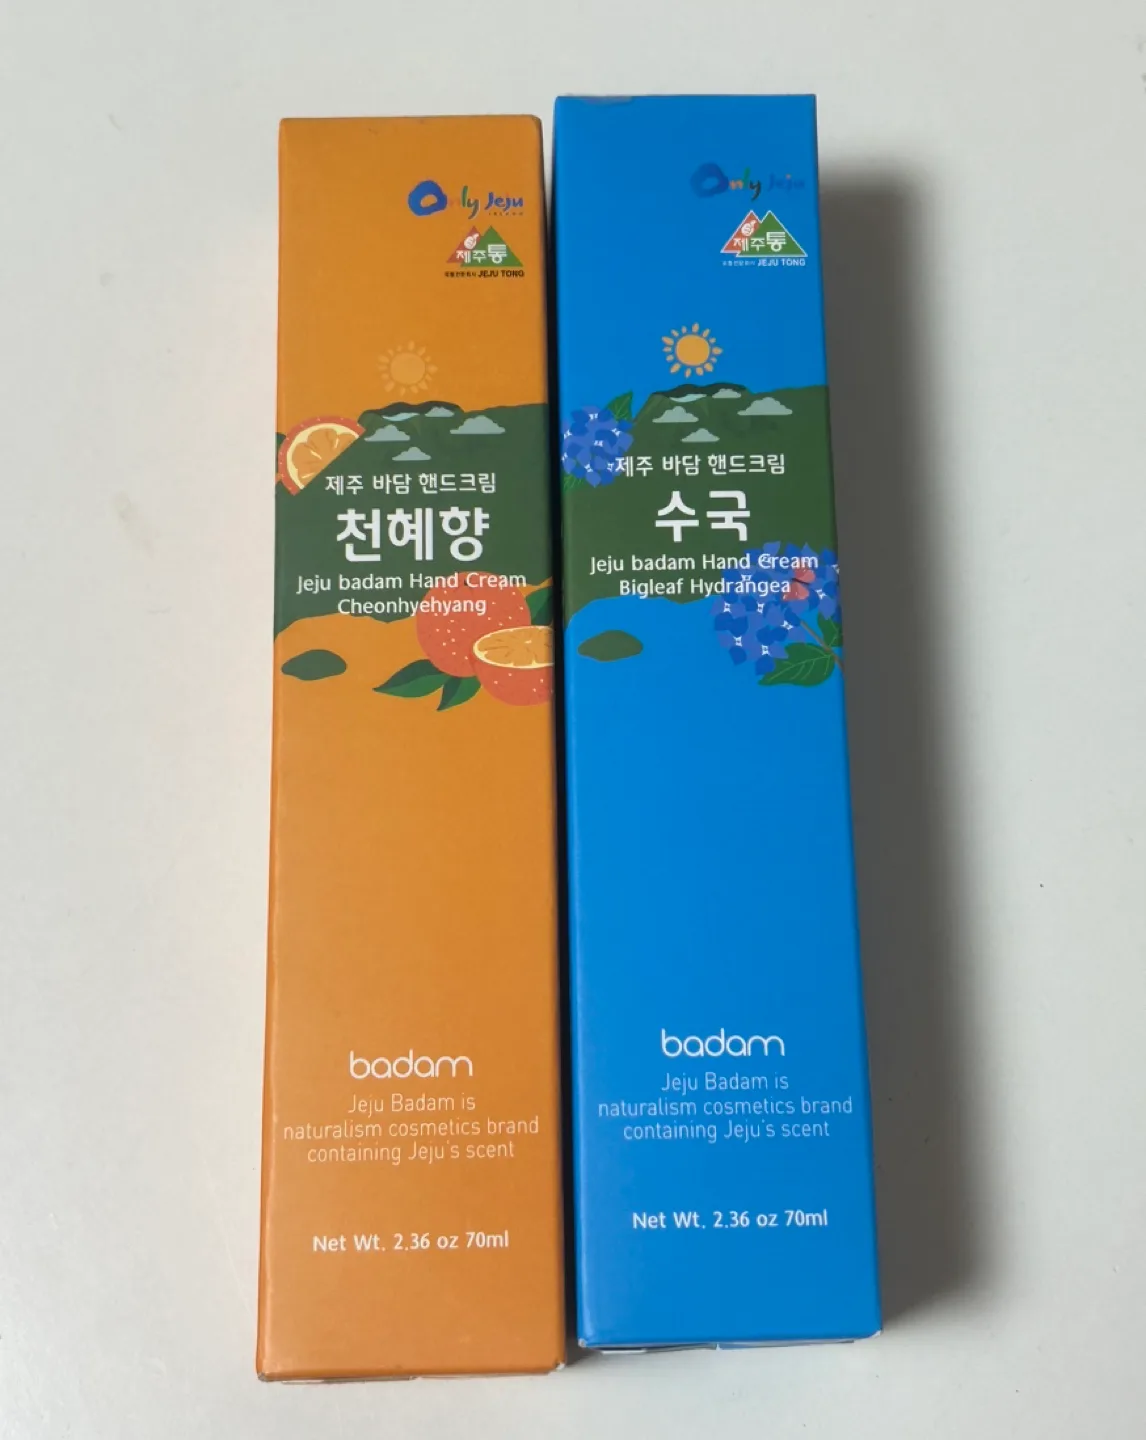 Only Jeju
ISLAND
제주통
JEJU TONG
제주 바담 핸드크림
천혜향
Jeju badam Hand Cream
Cheonhyehyang
badam
Jeju Badam is
naturalism cosmetics brand
containing Jeju's scent
Net Wt. 2.36 oz 70ml
Only Jeju
제주통
JEJU TONG
제주 바담 핸드크림
수국
Jeju badam Hand Cream
Bigleaf Hydrangea
badam
Jeju Badam is
naturalism cosmetics brand
containing Jeju's scent
Net Wt. 2.36 oz 70ml